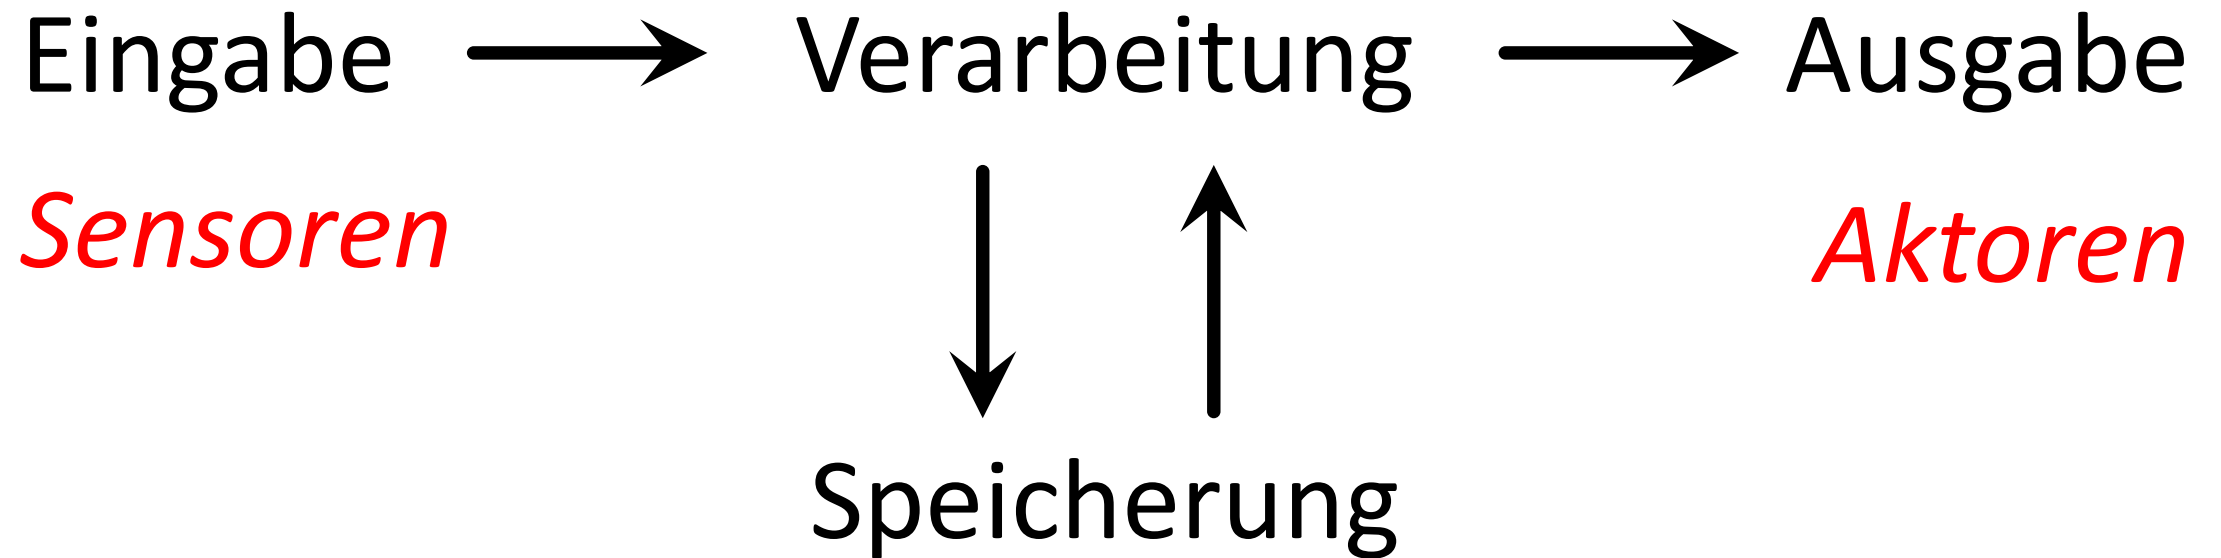 Eingabe Verarbeitung Ausgabe
Sensoren Aktoren
Speicherung